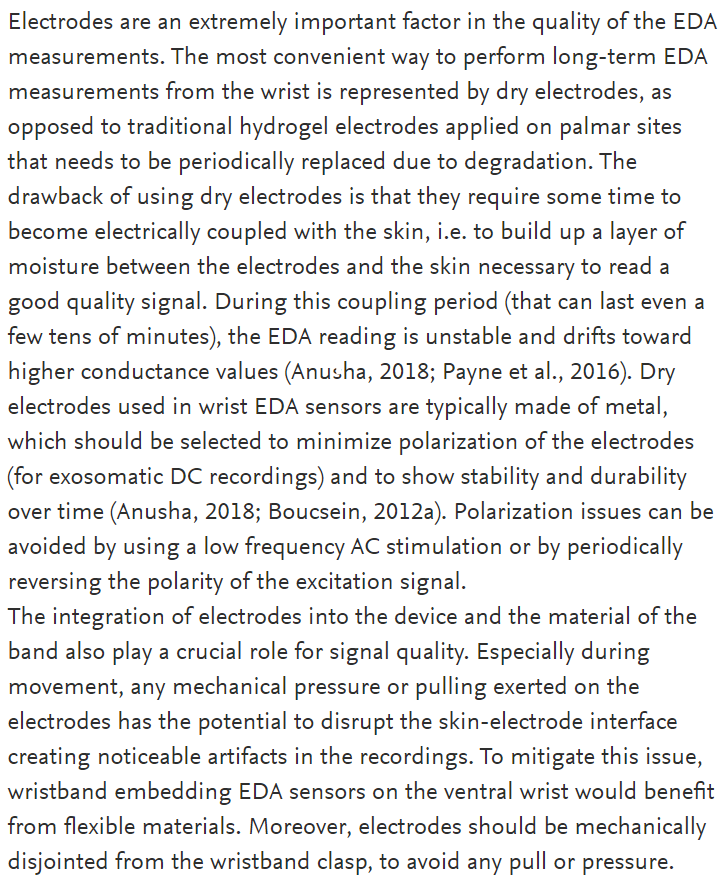 Electrodes are an extremely important factor in the quality of the EDA
measurements. The most convenient way to perform long-term EDA
measurements from the wrist is represented by dry electrodes, as
opposed to traditional hydrogel electrodes applied on palmar sites
that needs to be periodically replaced due to degradation. The
drawback of using dry electrodes is that they require some time to
become electrically coupled with the skin, i.e. to build up a layer of
moisture between the electrodes and the skin necessary to read a
good quality signal. During this coupling period (that can last even a
few tens of minutes), the EDA reading is unstable and drifts toward
higher conductance values (Anusha, 2018; Payne et al., 2016). Dry
electrodes used in wrist EDA sensors are typically made of metal,
which should be selected to minimize polarization of the electrodes
(for exosomatic DC recordings) and to show stability and durability
over time (Anusha, 2018; Boucsein, 2012a). Polarization issues can be
avoided by using a low frequency AC stimulation or by periodically
reversing the polarity of the excitation signal.
The integration of electrodes into the device and the material of the
band also play a crucial role for signal quality. Especially during
movement, any mechanical pressure or pulling exerted on the
electrodes has the potential to disrupt the skin-electrode interface
creating noticeable artifacts in the recordings. To mitigate this issue,
wristband embedding EDA sensors on the ventral wrist would benefit
from flexible materials. Moreover, electrodes should be mechanically
disjointed from the wristband clasp, to avoid any pull or pressure.